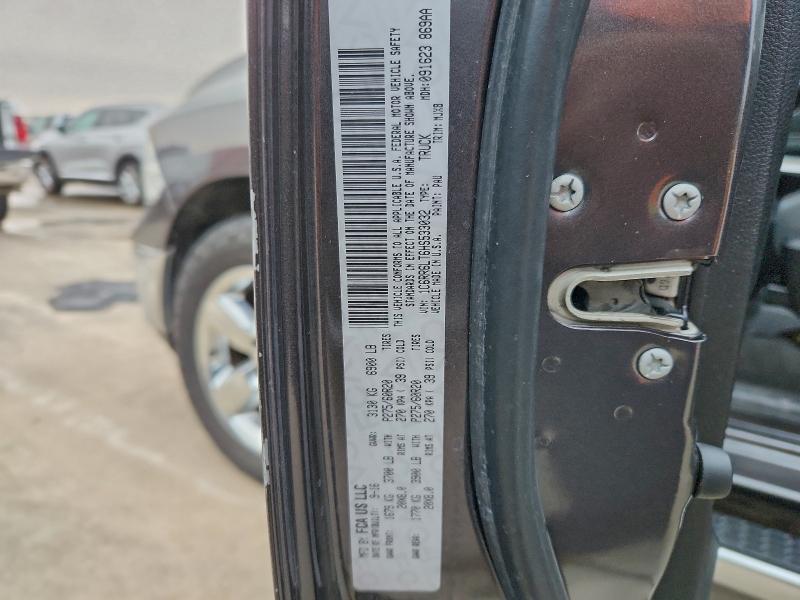 MFD BY: FCA US LLC
DATE OF MFR: 9-16 GVWR: 3130 KG 6900 LB
GAWR FRONT: 1679 KG 3700 LB WITH P275/60R20 TIRES
20X8.0 RIMS AT 270 KPA ( 39 PSI) COLD
GAWR REAR: 1770 KG 3900 LB WITH P275/60R20 TIRES
20X8.0 RIMS AT 270 KPA ( 39 PSI) COLD
THIS VEHICLE CONFORMS TO ALL APPLICABLE U.S.A. FEDERAL MOTOR VEHICLE SAFETY
STANDARDS IN EFFECT ON THE DATE OF MANUFACTURE SHOWN ABOVE.
VIN: 1C6RR6LT6HS533032 TYPE: TRUCK MDH: 091623 869AA
VEHICLE MADE IN U.S.A. PAINT: PAU TRIM: MJXB